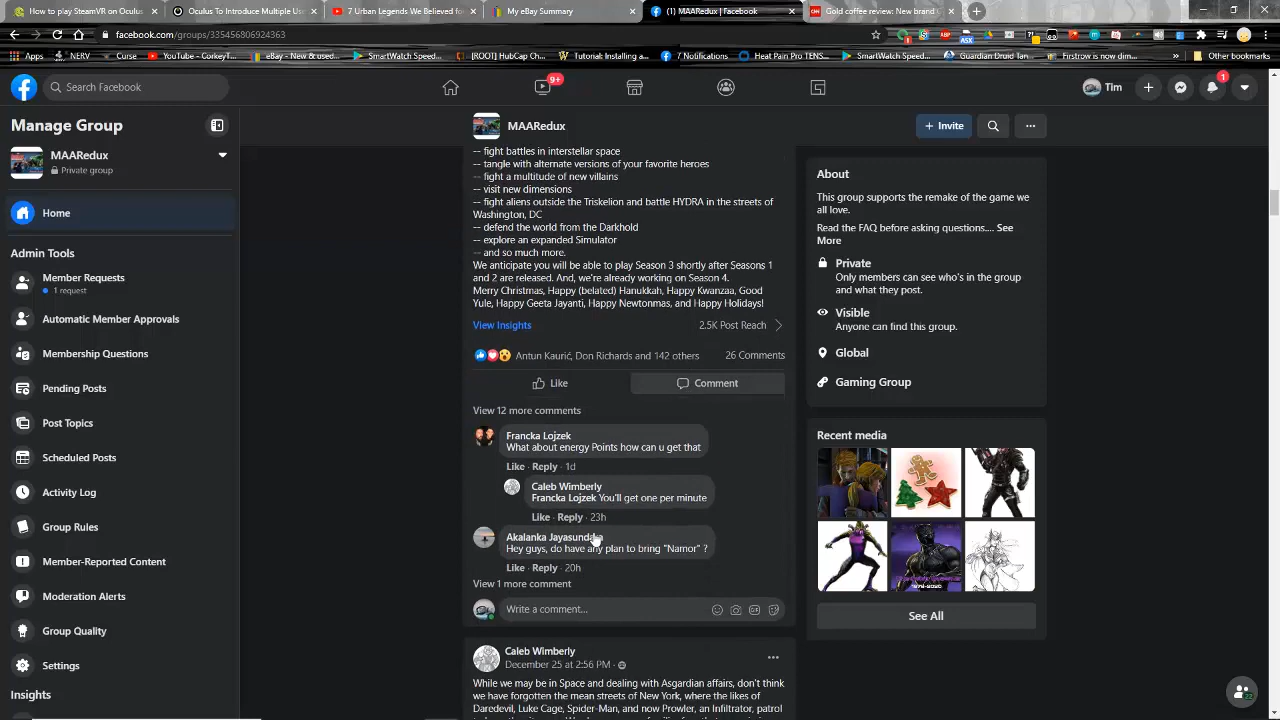 How to play SteamVR on Oculus
Oculus To Introduce Multiple Us
7 Urban Legends We Believed fo
My eBay Summary
MAARedux | Facebook
Gold coffee review: New brand
facebook.com/groups/335456806924363
Apps
NERV
Curse
YouTube - CorkeyT
eBay - New & used
SmartWatch Speed
[ROOT] HubCap Ch
Tutorial: Installing a
7 Notifications
Heat Pain Pro TENS
SmartWatch Speed
Guardian Druid Tan
Firstrow is now dim
Other bookmarks
Search Facebook
9+
Tim
1
Manage Group
MAARedux
Private group
Home
Admin Tools
Member Requests
1 request
Automatic Member Approvals
Membership Questions
Pending Posts
Post Topics
Scheduled Posts
Activity Log
Group Rules
Member-Reported Content
Moderation Alerts
Group Quality
Settings
Insights
MAARedux
+ Invite
-- fight battles in interstellar space
-- tangle with alternate versions of your favorite heroes
-- fight a multitude of new villains
-- visit new dimensions
-- fight aliens outside the Triskelion and battle HYDRA in the streets of
Washington, DC
-- defend the world from the Darkhold
-- explore an expanded Simulator
-- and so much more.
We anticipate you will be able to play Season 3 shortly after Seasons 1
and 2 are released. And, we're already working on Season 4.
Merry Christmas, Happy (belated) Hanukkah, Happy Kwanzaa, Good
Yule, Happy Geeta Jayanti, Happy Newtonmas, and Happy Holidays!
View Insights
2.5K Post Reach
Antun Kaurić, Don Richards and 142 others
26 Comments
Like
Comment
View 12 more comments
Francka Lojzek
What about energy Points how can u get that
Like · Reply · 1d
Caleb Wimberly
Francka Lojzek You'll get one per minute
Like · Reply · 23h
Akalanka Jayasundara
Hey guys, do have any plan to bring "Namor" ?
Like · Reply · 20h
View 1 more comment
Write a comment...
Caleb Wimberly
December 25 at 2:56 PM ·
While we may be in Space and dealing with Asgardian affairs, don't think
we have forgotten the mean streets of New York, where the likes of
Daredevil, Luke Cage, Spider-Man, and now Prowler, an Infiltrator, patrol
About
This group supports the remake of the game we
all love.
Read the FAQ before asking questions.... See
More
Private
Only members can see who's in the group
and what they post.
Visible
Anyone can find this group.
Global
Gaming Group
Recent media
See All